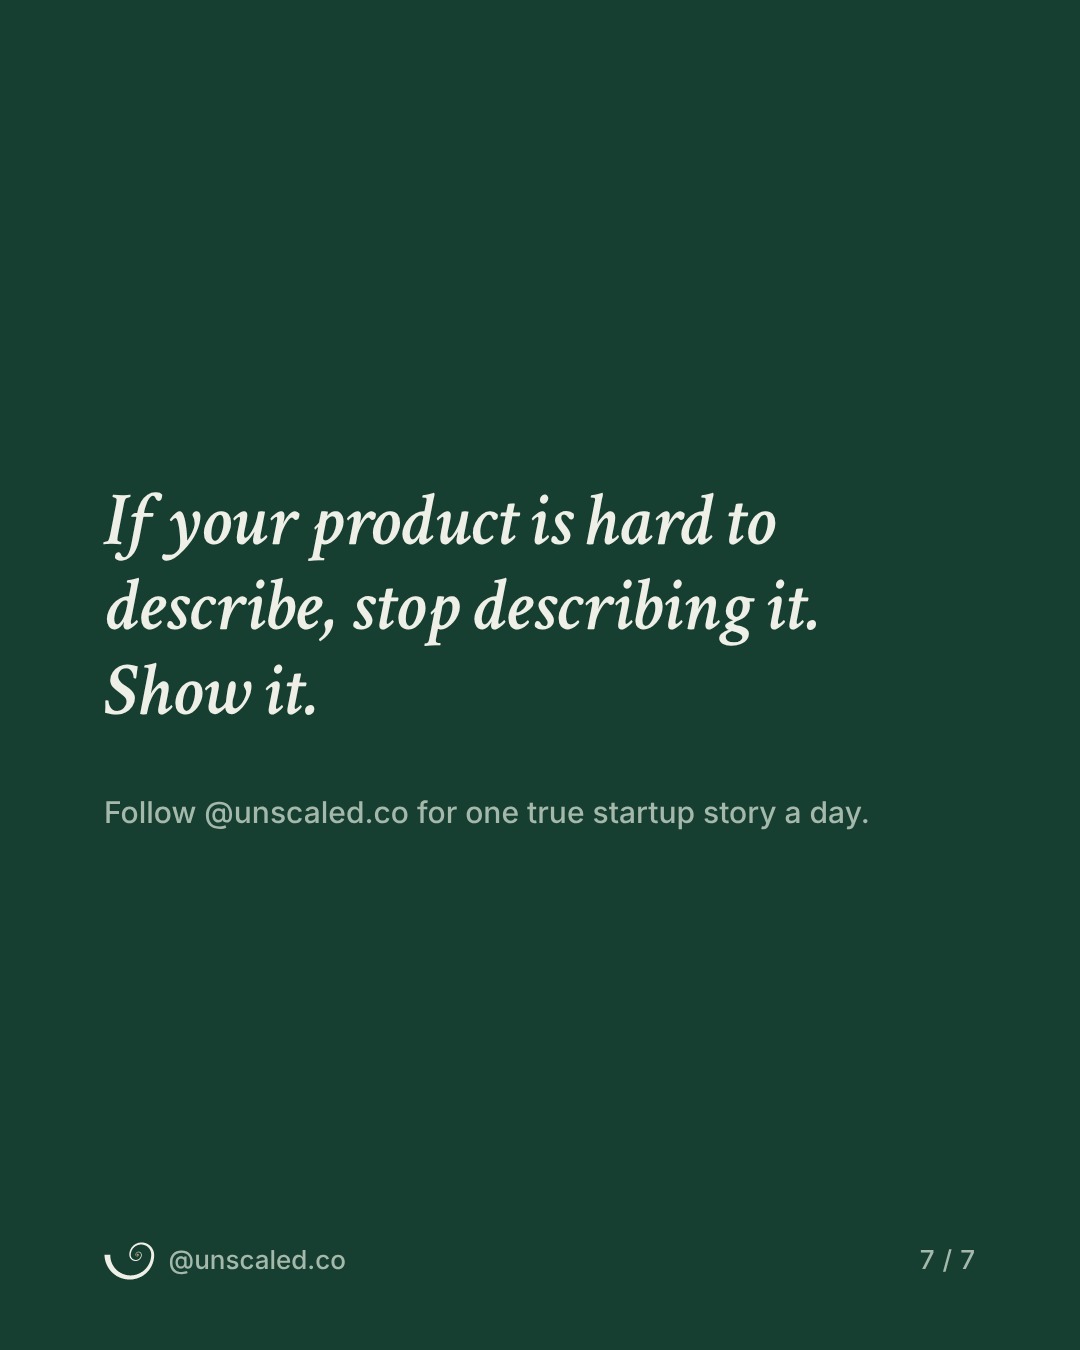 If your product is hard to
describe, stop describing it.
Show it.
Follow @unscaled.co for one true startup story a day.
@unscaled.co
7 / 7